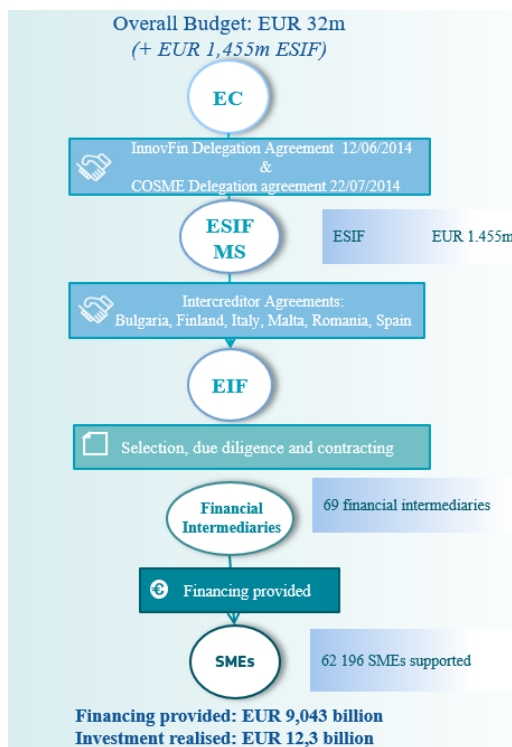 Overall Budget: EUR 32m
(+ EUR 1,455m ESIF)
EC
InnovFin Delegation Agreement 12/06/2014
&
COSME Delegation agreement 22/07/2014
ESIF
MS
ESIF EUR 1.455m
Intercreditor Agreements:
Bulgaria, Finland, Italy, Malta, Romania, Spain
EIF
Selection, due diligence and contracting
Financial
Intermediaries
69 financial intermediaries
€
Financing provided
SMEs
62 196 SMEs supported
Financing provided: EUR 9,043 billion
Investment realised: EUR 12,3 billion